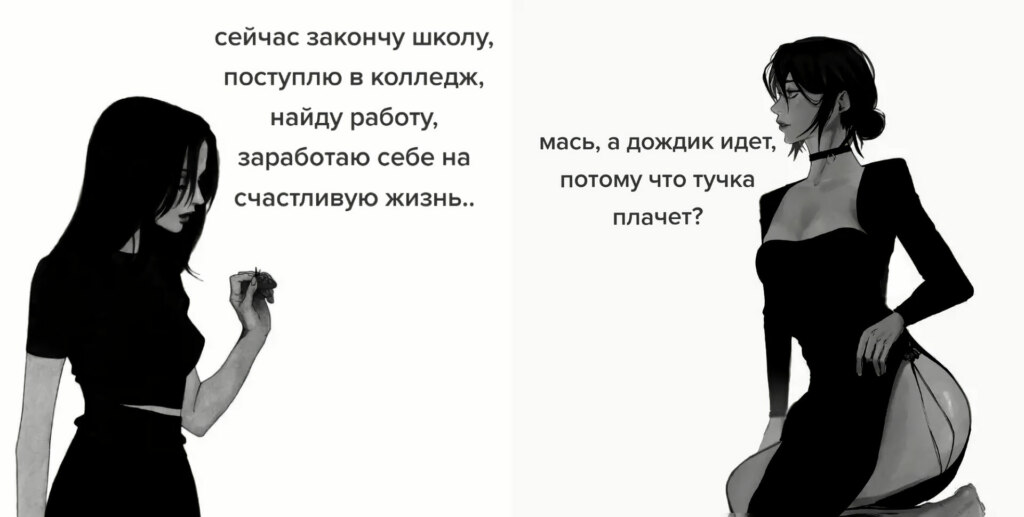 сейчас закончу школу,
поступлю в колледж,
найду работу,
заработаю себе на
счастливую жизнь..
мась, а дождик идет,
потому что тучка
плачет?